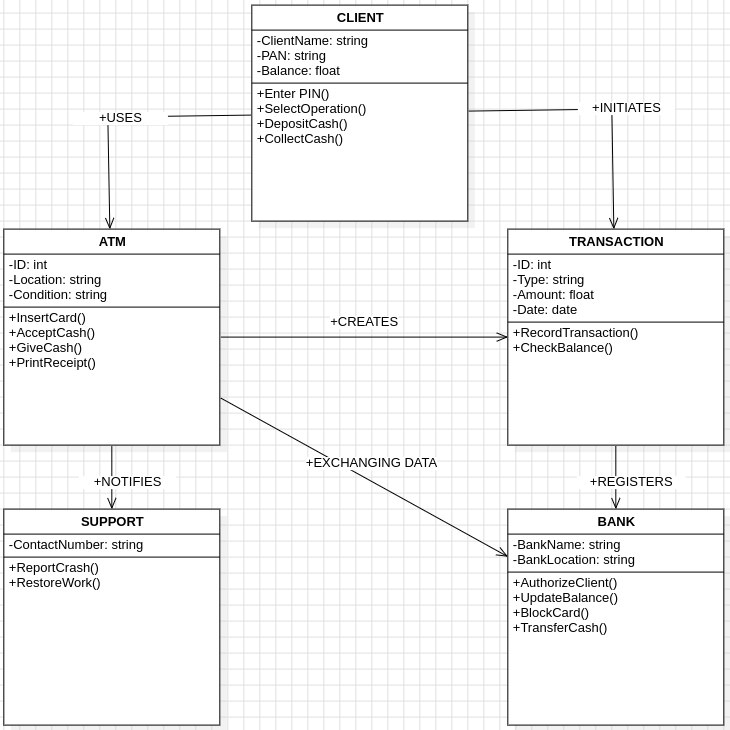 CLIENT
-ClientName: string
-PAN: string
-Balance: float
+Enter PIN()
+SelectOperation()
+DepositCash()
+CollectCash()
+USES
+INITIATES
ATM
-ID: int
-Location: string
-Condition: string
+InsertCard()
+AcceptCash()
+GiveCash()
+PrintReceipt()
+CREATES
TRANSACTION
-ID: int
-Type: string
-Amount: float
-Date: date
+RecordTransaction()
+CheckBalance()
+EXCHANGING DATA
+NOTIFIES
+REGISTERS
SUPPORT
-ContactNumber: string
+ReportCrash()
+RestoreWork()
BANK
-BankName: string
-BankLocation: string
+AuthorizeClient()
+UpdateBalance()
+BlockCard()
+TransferCash()